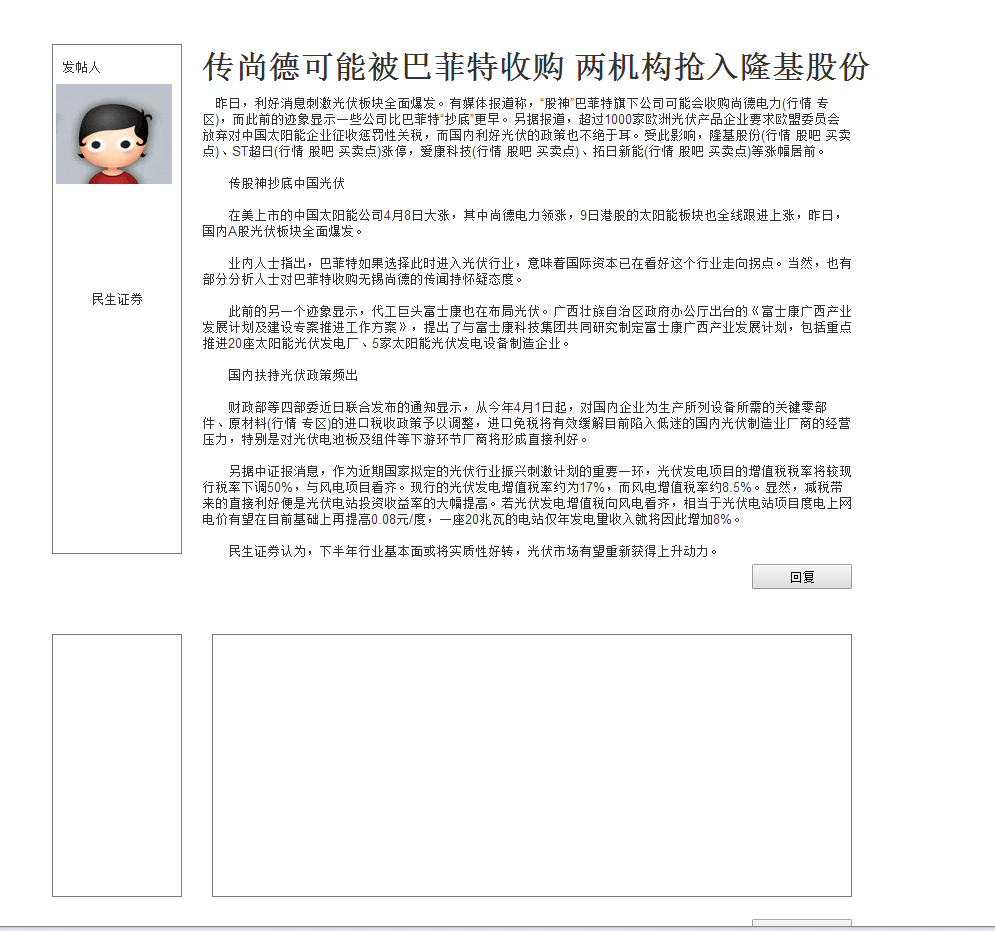 发帖人
民生证券
传尚德可能被巴菲特收购 两机构抢入隆基股份
昨日，利好消息刺激光伏板块全面爆发。有媒体报道称，“股神”巴菲特旗下公司可能会收购尚德电力(行情 专
区)，而此前的迹象显示一些公司比巴菲特“抄底”更早。另据报道，超过1000家欧洲光伏产品企业要求欧盟委员会
放弃对中国太阳能企业征收惩罚性关税，而国内利好光伏的政策也不绝于耳。受此影响，隆基股份(行情 股吧 买卖
点)、ST超日(行情 股吧 买卖点)涨停，爱康科技(行情 股吧 买卖点)、拓日新能(行情 股吧 买卖点)等涨幅居前。
传股神抄底中国光伏
在美上市的中国太阳能公司4月8日大涨，其中尚德电力领涨，9日港股的太阳能板块也全线跟进上涨，昨日，
国内A股光伏板块全面爆发。
业内人士指出，巴菲特如果选择此时进入光伏行业，意味着国际资本已在看好这个行业走向拐点。当然，也有
部分分析人士对巴菲特收购无锡尚德的传闻持怀疑态度。
此前的另一个迹象显示，代工巨头富士康也在布局光伏。广西壮族自治区政府办公厅出台的《富士康广西产业
发展计划及建设专案推进工作方案》，提出了与富士康科技集团共同研究制定富士康广西产业发展计划，包括重点
推进20座太阳能光伏发电厂、5家太阳能光伏发电设备制造企业。
国内扶持光伏政策频出
财政部等四部委近日联合发布的通知显示，从今年4月1日起，对国内企业为生产所列设备所需的关键零部
件、原材料(行情 专区)的进口税收政策予以调整，进口免税将有效缓解目前陷入低迷的国内光伏制造业厂商的经营
压力，特别是对光伏电池板及组件等下游环节厂商将形成直接利好。
另据中证报消息，作为近期国家拟定的光伏行业振兴刺激计划的重要一环，光伏发电项目的增值税税率将较现
行税率下调50%，与风电项目看齐。现行的光伏发电增值税率约为17%，而风电增值税率约8.5%。显然，减税带
来的直接利好便是光伏电站投资收益率的大幅提高。若光伏发电增值税向风电看齐，相当于光伏电站项目度电上网
电价有望在目前基础上再提高0.08元/度，一座20兆瓦的电站仅年发电量收入就将因此增加8%。
民生证券认为，下半年行业基本面或将实质性好转，光伏市场有望重新获得上升动力。
回复